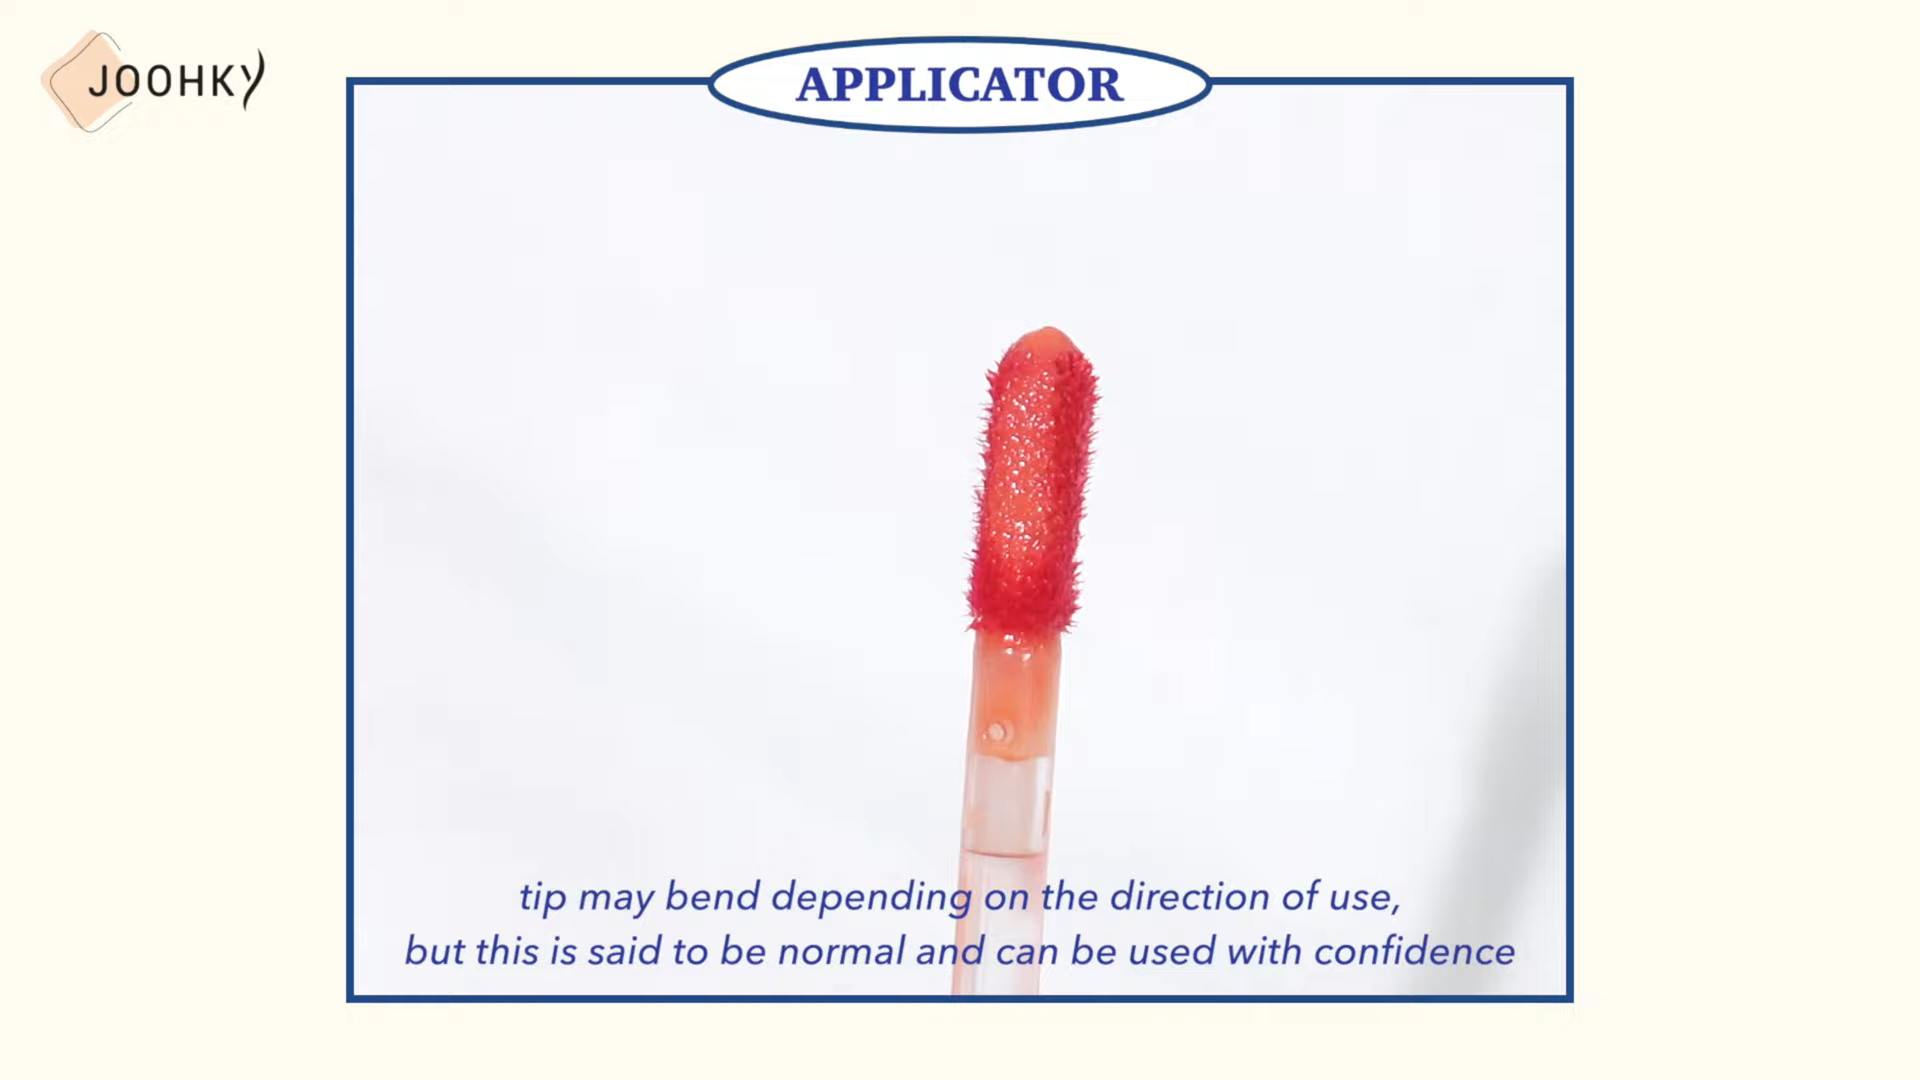 JOOHKY
APPLICATOR
tip may bend depending on the direction of use,
but this is said to be normal and can be used with confidence